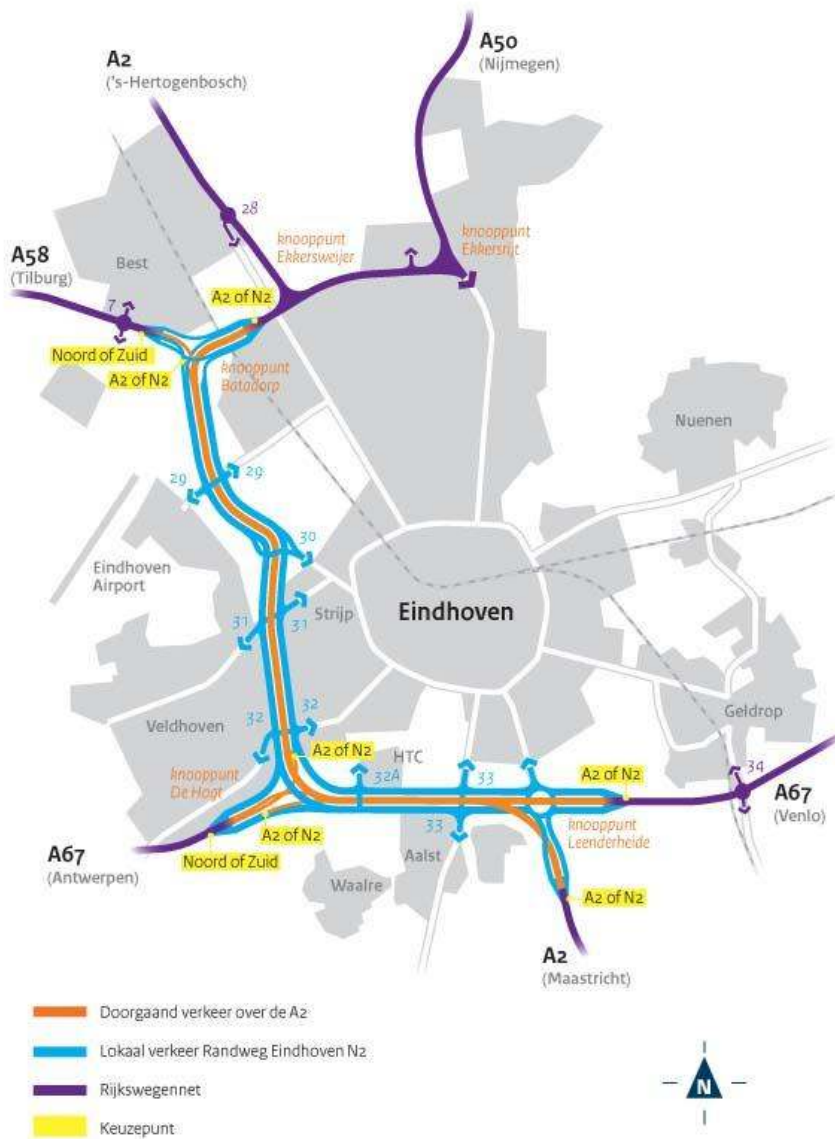 A50
(Nijmegen)
A2
('s-Hertogenbosch)
28
knooppunt
Ekkersweijer
knooppunt
Ekkersrijt
A58
(Tilburg)
Best
7
A2 of N2
Noord of Zuid
A2 of N2
knooppunt
Batadorp
Nuenen
29
29
30
Eindhoven
Airport
Strijp
Eindhoven
31
31
Veldhoven
32
32
Geldrop
A2 of N2
HTC
knooppunt
De Hogt
32A
33
A2 of N2
34
A67
(Venlo)
A2 of N2
33
knooppunt
Leenderheide
Noord of Zuid
A67
(Antwerpen)
Aalst
Waalre
A2 of N2
A2
(Maastricht)
Doorgaand verkeer over de A2
Lokaal verkeer Randweg Eindhoven N2
Rijkswegennet
Keuzepunt
N